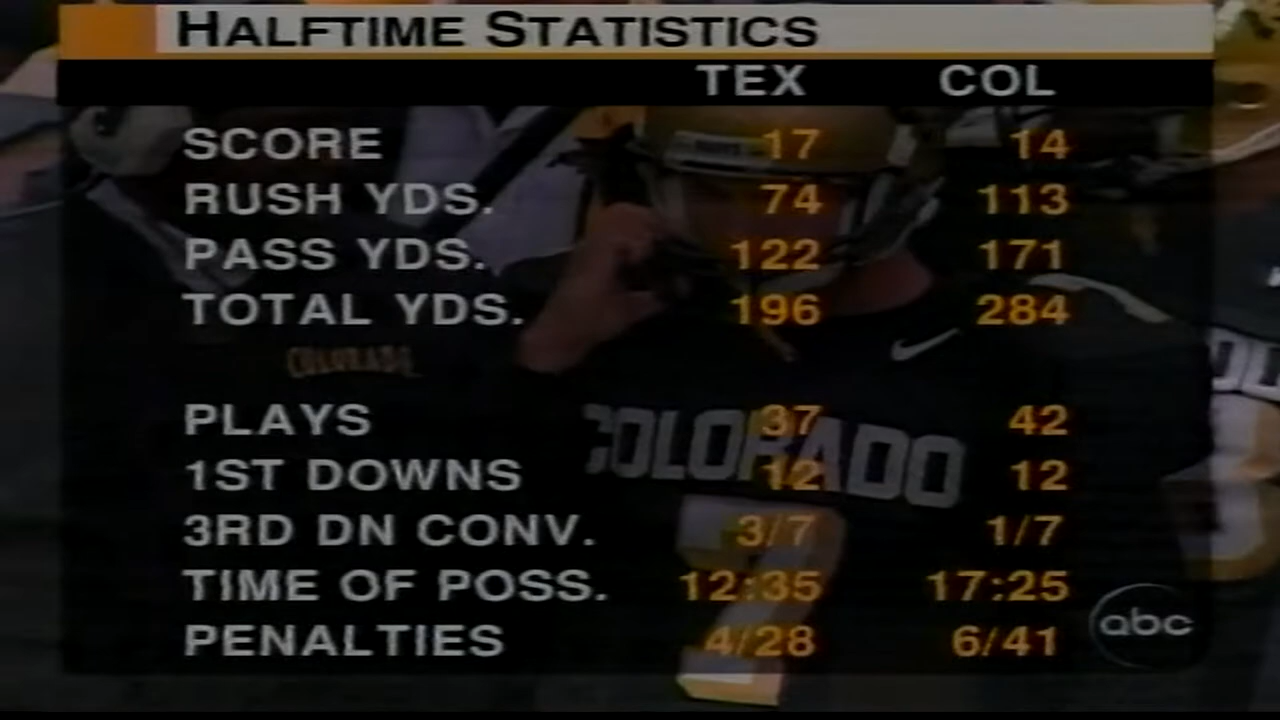 HALFTIME STATISTICS
TEX COL
SCORE 17 14
RUSH YDS. 74 113
PASS YDS. 122 171
TOTAL YDS. 196 284
COLORADO
PLAYS 37 42
COLORADO
1ST DOWNS 12 12
3RD DN CONV. 3/7 1/7
7
TIME OF POSS. 12:35 17:25
abc
PENALTIES 4/28 6/41